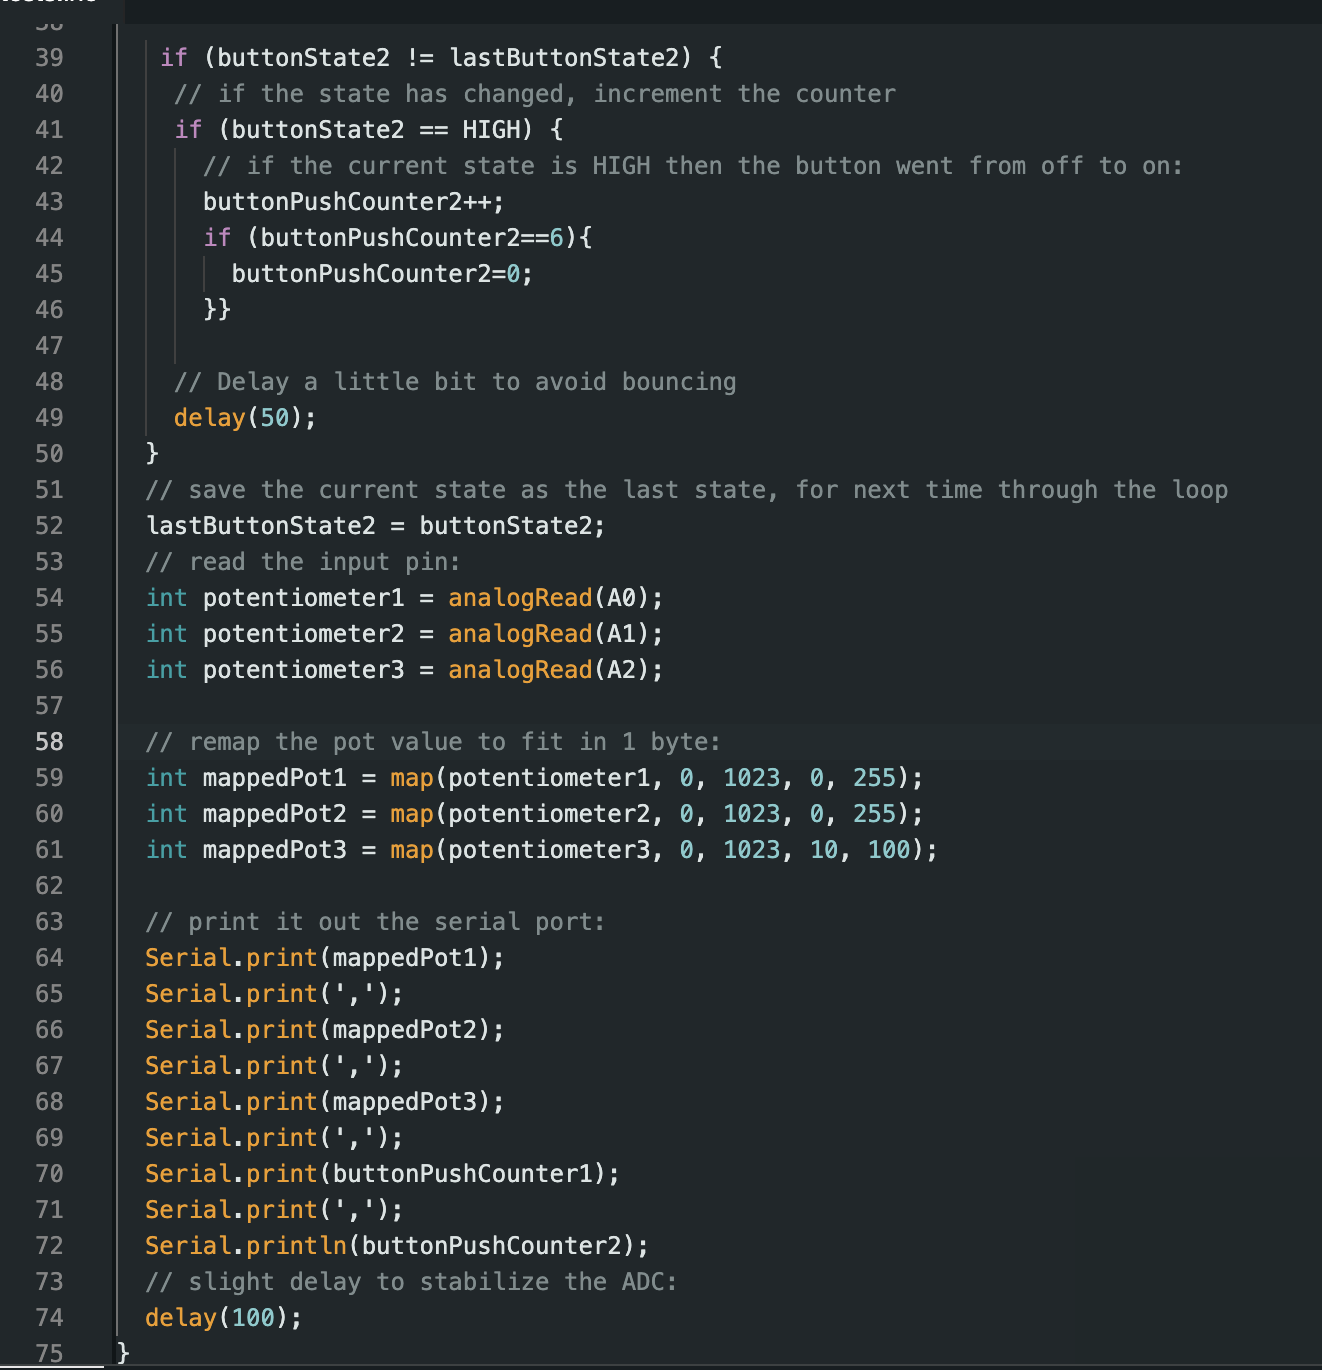 39 if (buttonState2 != lastButtonState2) {
40 // if the state has changed, increment the counter
41 if (buttonState2 == HIGH) {
42 // if the current state is HIGH then the button went from off to on:
43 buttonPushCounter2++;
44 if (buttonPushCounter2==6){
45 buttonPushCounter2=0;
46 }}
47
48 // Delay a little bit to avoid bouncing
49 delay(50);
50 }
51 // save the current state as the last state, for next time through the loop
52 lastButtonState2 = buttonState2;
53 // read the input pin:
54 int potentiometer1 = analogRead(A0);
55 int potentiometer2 = analogRead(A1);
56 int potentiometer3 = analogRead(A2);
57
58 // remap the pot value to fit in 1 byte:
59 int mappedPot1 = map(potentiometer1, 0, 1023, 0, 255);
60 int mappedPot2 = map(potentiometer2, 0, 1023, 0, 255);
61 int mappedPot3 = map(potentiometer3, 0, 1023, 10, 100);
62
63 // print it out the serial port:
64 Serial.print(mappedPot1);
65 Serial.print(',');
66 Serial.print(mappedPot2);
67 Serial.print(',');
68 Serial.print(mappedPot3);
69 Serial.print(',');
70 Serial.print(buttonPushCounter1);
71 Serial.print(',');
72 Serial.println(buttonPushCounter2);
73 // slight delay to stabilize the ADC:
74 delay(100);
75 }